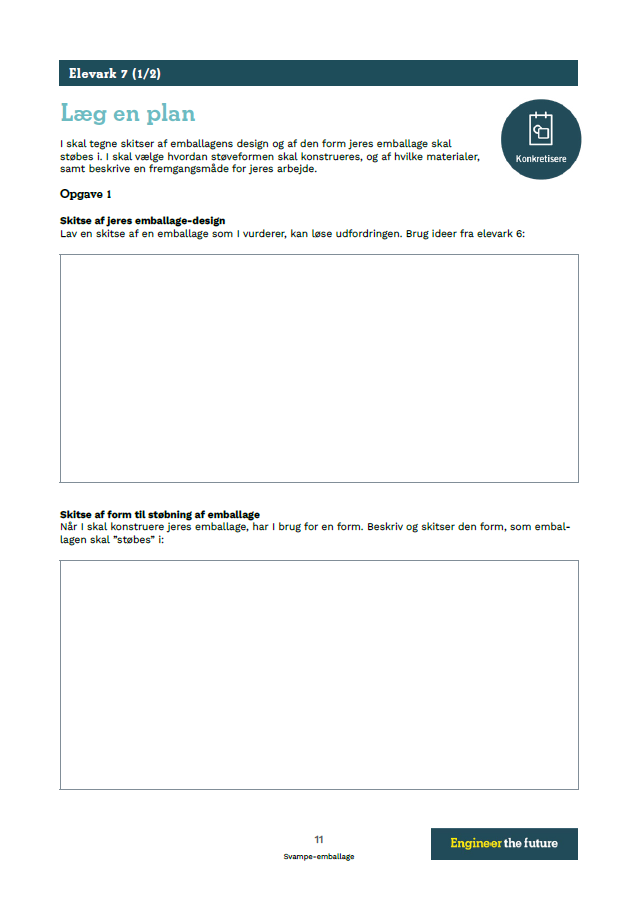 Elevark 7 (1/2)
Læg en plan
I skal tegne skitser af emballagens design og af den form jeres emballage skal
støbes i. I skal vælge hvordan støveformen skal konstrueres, og af hvilke materialer,
samt beskrive en fremgangsmåde for jeres arbejde.
Konkretisere
Opgave 1
Skitse af jeres emballage-design
Lav en skitse af en emballage som I vurderer, kan løse udfordringen. Brug ideer fra elevark 6:
Skitse af form til støbning af emballage
Når I skal konstruere jeres emballage, har I brug for en form. Beskriv og skitser den form, som embal-
lagen skal ”støbes” i:
11
Svampe-emballage
Engineer the future